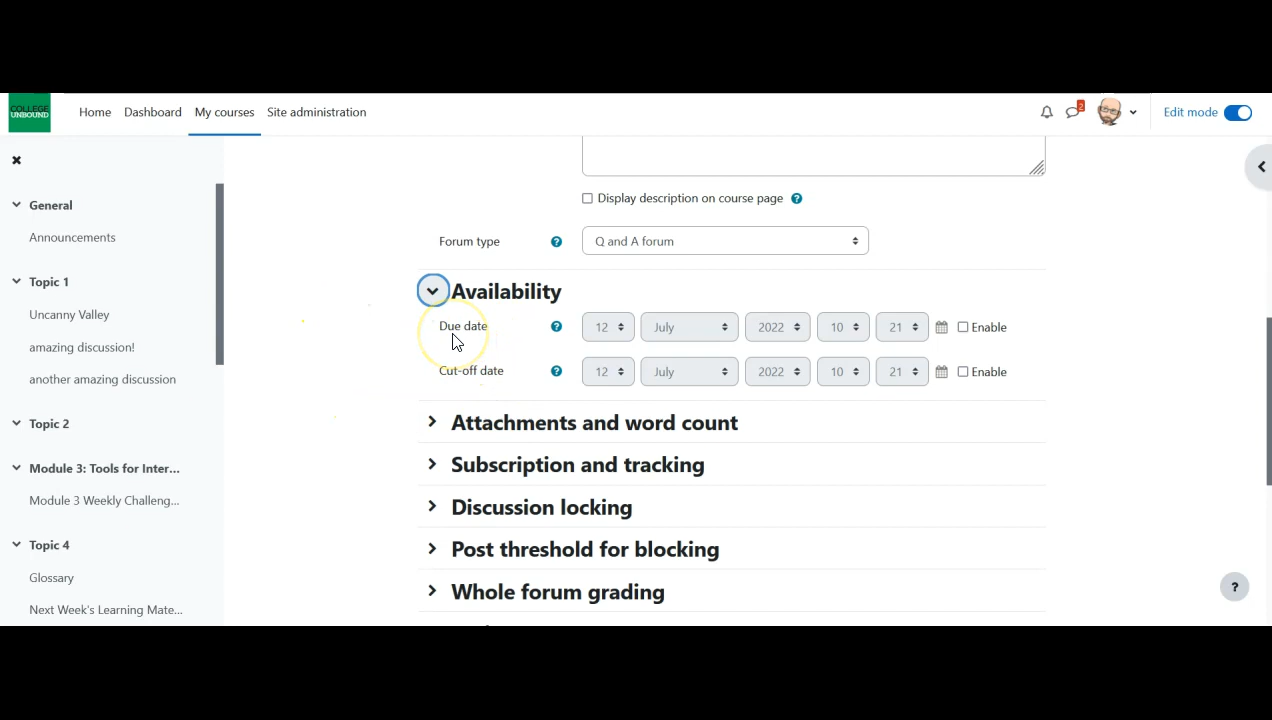 COLLEGE
UNBOUND
Home Dashboard My courses Site administration
2
Edit mode
General
Announcements
Topic 1
Uncanny Valley
amazing discussion!
another amazing discussion
Topic 2
Module 3: Tools for Inter...
Module 3 Weekly Challeng...
Topic 4
Glossary
Next Week's Learning Mate...
Display description on course page ?
Forum type ? Q and A forum
Availability
Due date ? 12 July 2022 10 21 Enable
Cut-off date ? 12 July 2022 10 21 Enable
Attachments and word count
Subscription and tracking
Discussion locking
Post threshold for blocking
Whole forum grading
?